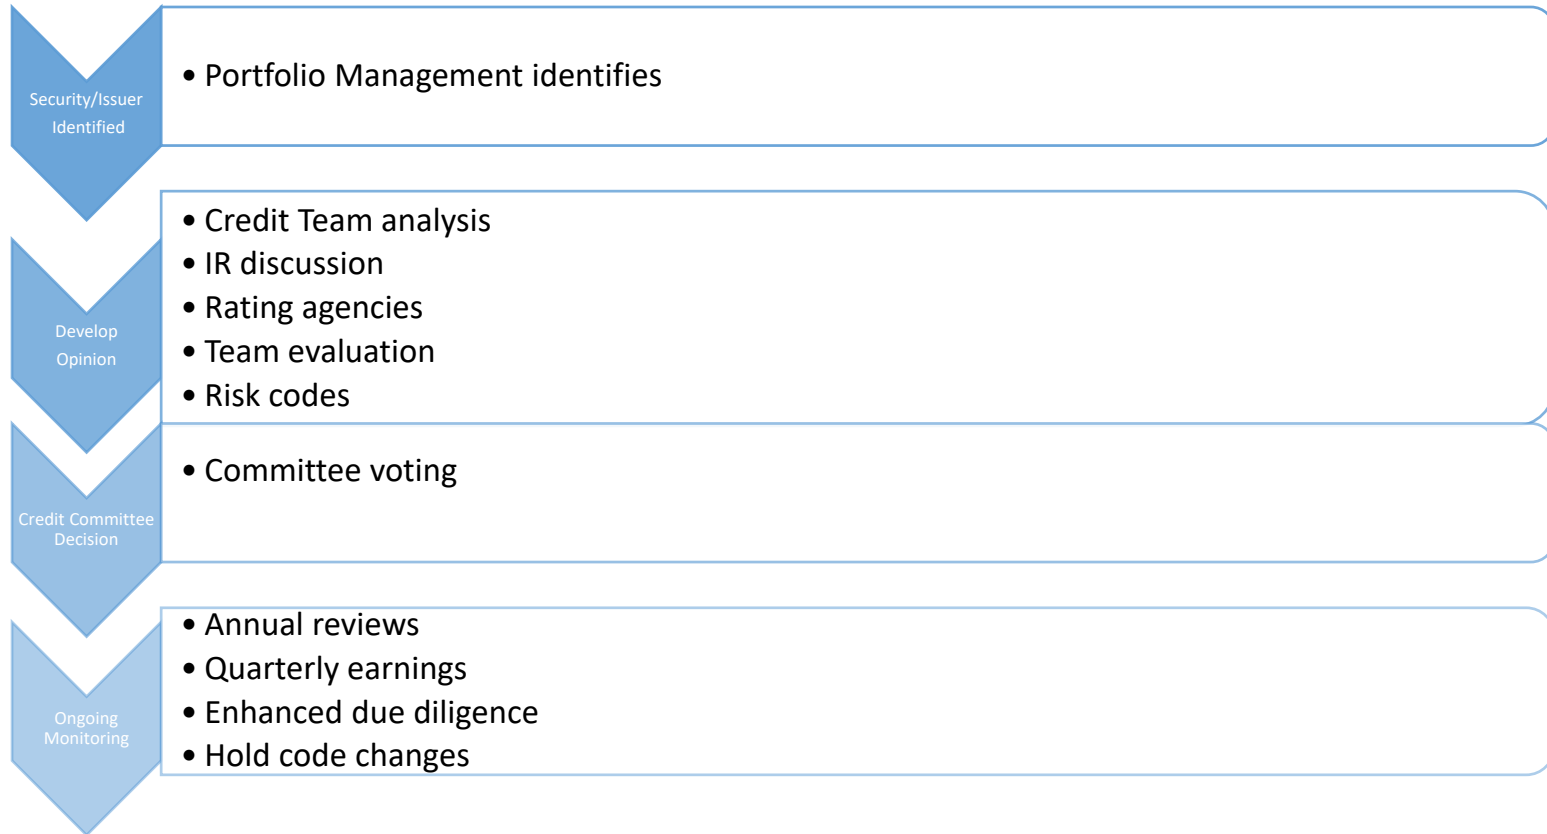 Security/Issuer
Identified
• Portfolio Management identifies
Develop
Opinion
• Credit Team analysis
• IR discussion
• Rating agencies
• Team evaluation
• Risk codes
Credit Committee
Decision
• Committee voting
Ongoing
Monitoring
• Annual reviews
• Quarterly earnings
• Enhanced due diligence
• Hold code changes